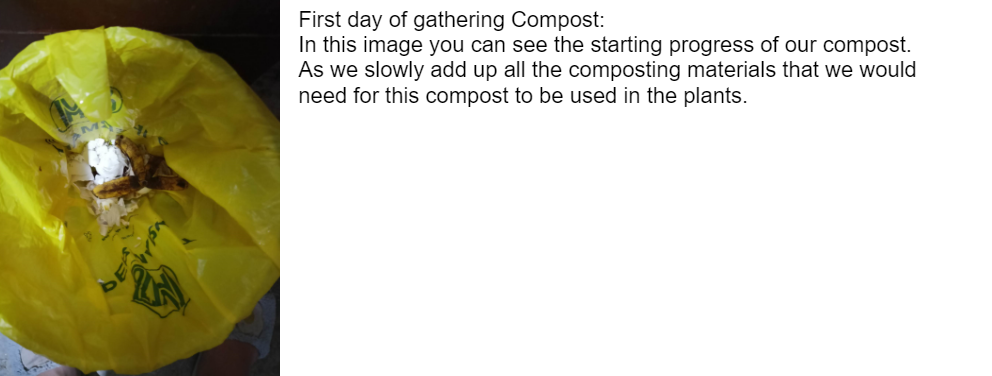 First day of gathering Compost:
In this image you can see the starting progress of our compost.
As we slowly add up all the composting materials that we would
need for this compost to be used in the plants.